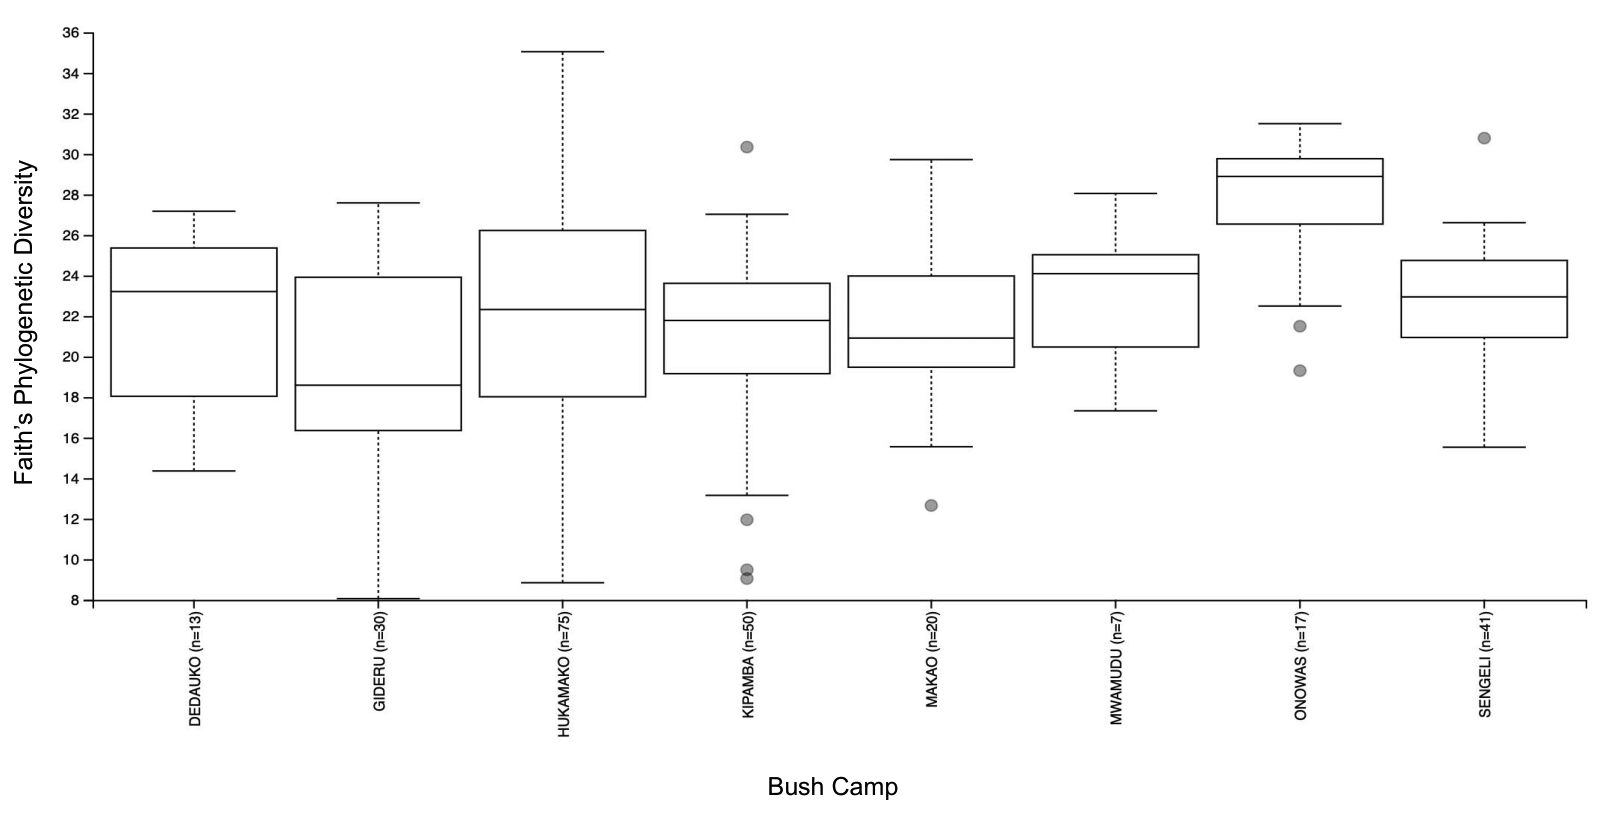 Faith's Phylogenetic Diversity
36
34
32
30
28
26
24
22
20
18
16
14
12
10
8
DEDAUKO (n=13)
GIDERU (n=30)
HUKAMAKO (n=75)
KIPAMBA (n=50)
MAKAO (n=20)
MWAMUDU (n=7)
ONOWAS (n=17)
SENGELI (n=41)
Bush Camp